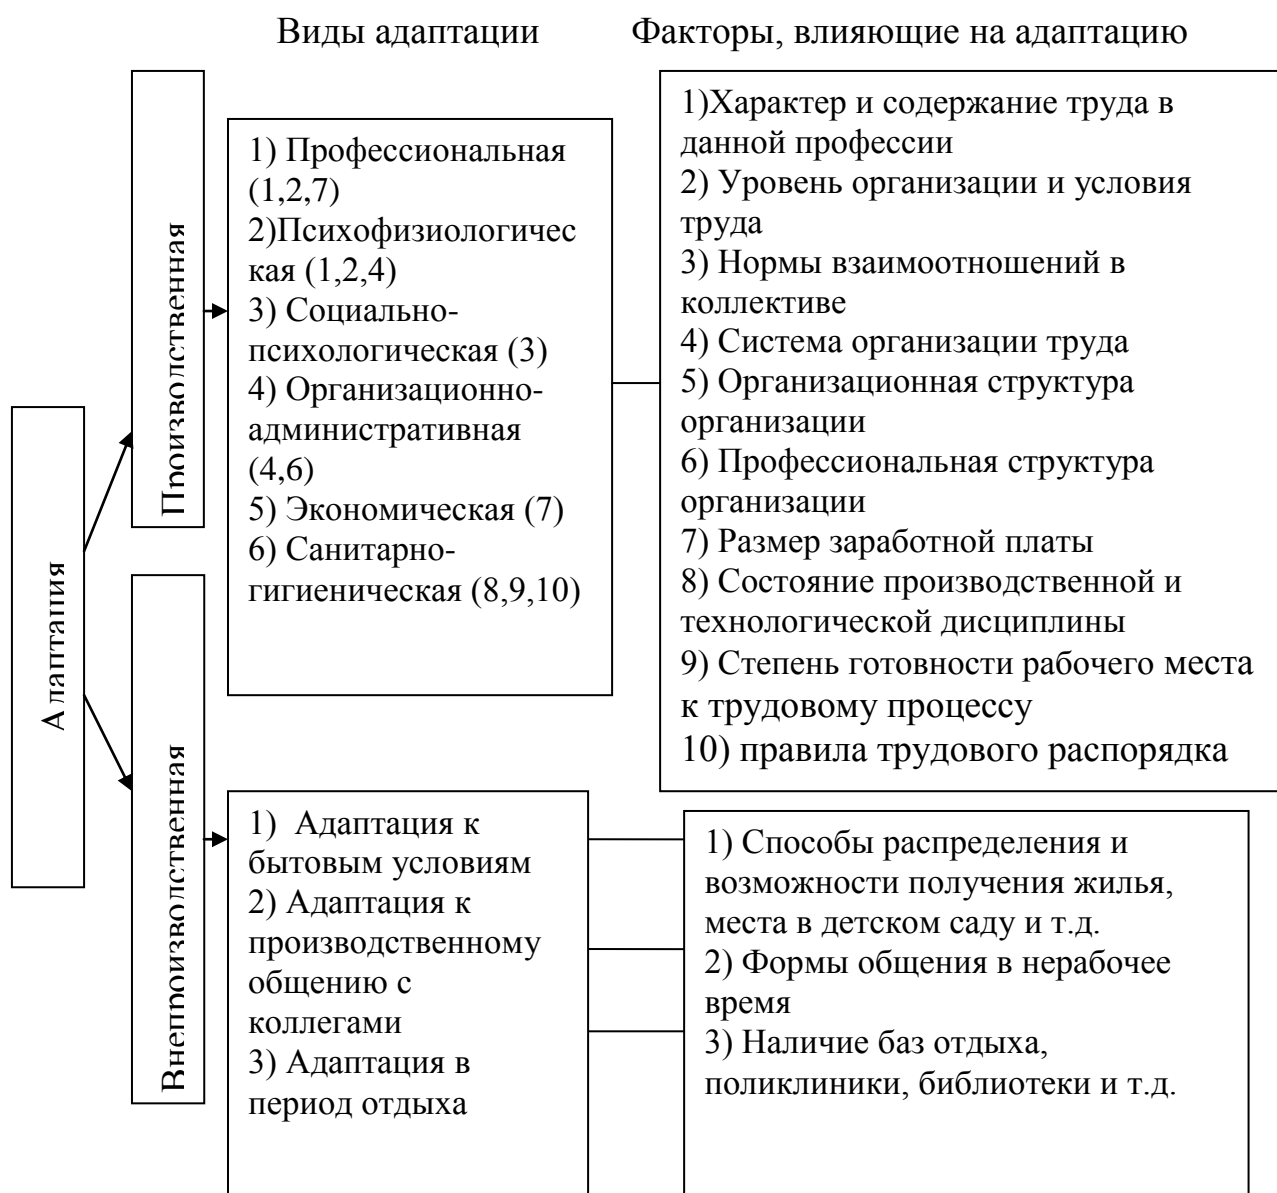 Виды адаптации
Факторы, влияющие на адаптацию
Адаптация
Производственная
1) Профессиональная
(1,2,7)
2)Психофизиологичес
кая (1,2,4)
3) Социально-
психологическая (3)
4) Организационно-
административная
(4,6)
5) Экономическая (7)
6) Санитарно-
гигиеническая (8,9,10)
1)Характер и содержание труда в
данной профессии
2) Уровень организации и условия
труда
3) Нормы взаимоотношений в
коллективе
4) Система организации труда
5) Организационная структура
организации
6) Профессиональная структура
организации
7) Размер заработной платы
8) Состояние производственной и
технологической дисциплины
9) Степень готовности рабочего места
к трудовому процессу
10) правила трудового распорядка
Внепроизводственная
1) Адаптация к
бытовым условиям
2) Адаптация к
производственному
общению с
коллегами
3) Адаптация в
период отдыха
1) Способы распределения и
возможности получения жилья,
места в детском саду и т.д.
2) Формы общения в нерабочее
время
3) Наличие баз отдыха,
поликлиники, библиотеки и т.д.